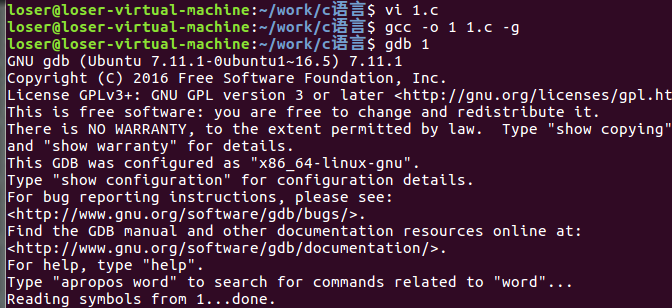 loser@loser-virtual-machine:~/work/c语言$ vi 1.c
loser@loser-virtual-machine:~/work/c语言$ gcc -o 1 1.c -g
loser@loser-virtual-machine:~/work/c语言$ gdb 1
GNU gdb (Ubuntu 7.11.1-0ubuntu1~16.5) 7.11.1
Copyright (C) 2016 Free Software Foundation, Inc.
License GPLv3+: GNU GPL version 3 or later <http://gnu.org/licenses/gpl.ht
This is free software: you are free to change and redistribute it.
There is NO WARRANTY, to the extent permitted by law.  Type "show copying"
and "show warranty" for details.
This GDB was configured as "x86_64-linux-gnu".
Type "show configuration" for configuration details.
For bug reporting instructions, please see:
<http://www.gnu.org/software/gdb/bugs/>.
Find the GDB manual and other documentation resources online at:
<http://www.gnu.org/software/gdb/documentation/>.
For help, type "help".
Type "apropos word" to search for commands related to "word"...
Reading symbols from 1...done.